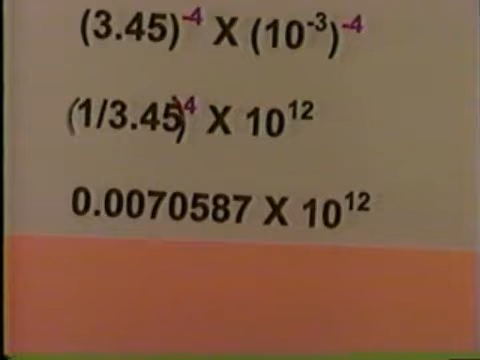 (3.45)⁻⁴ X (10⁻³)⁻⁴
(1/3.45)⁴ X 10¹²
0.0070587 X 10¹²